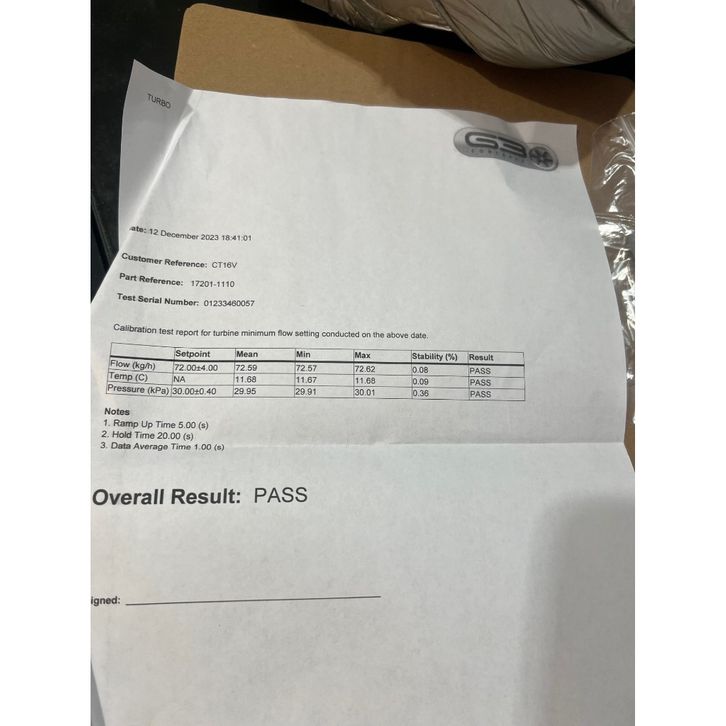 TURBO
G3
ate: 12 December 2023 18:41:01
Customer Reference: CT16V
Part Reference: 17201-1110
Test Serial Number: 01233460057
Calibration test report for turbine minimum flow setting conducted on the above date.
Setpoint Mean Min Max Stability (%) Result
Flow (kg/h) 72.00±4.00 72.59 72.57 72.62 0.08 PASS
Temp (C) NA 11.68 11.67 11.68 0.09 PASS
Pressure (kPa) 30.00±0.40 29.95 29.91 30.01 0.36 PASS
Notes
1. Ramp Up Time 5.00 (s)
2. Hold Time 20.00 (s)
3. Data Average Time 1.00 (s)
Overall Result: PASS
igned: